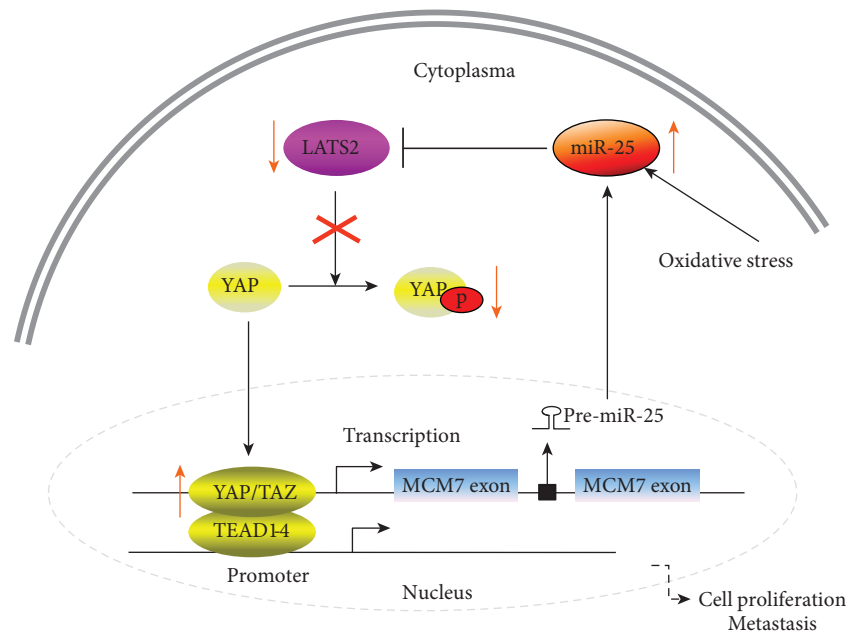 Cytoplasma
LATS2
miR-25
Oxidative stress
YAP
YAP
p
Pre-miR-25
Transcription
YAP/TAZ
MCM7 exon
MCM7 exon
TEAD1-4
Promoter
Nucleus
Cell proliferation
Metastasis